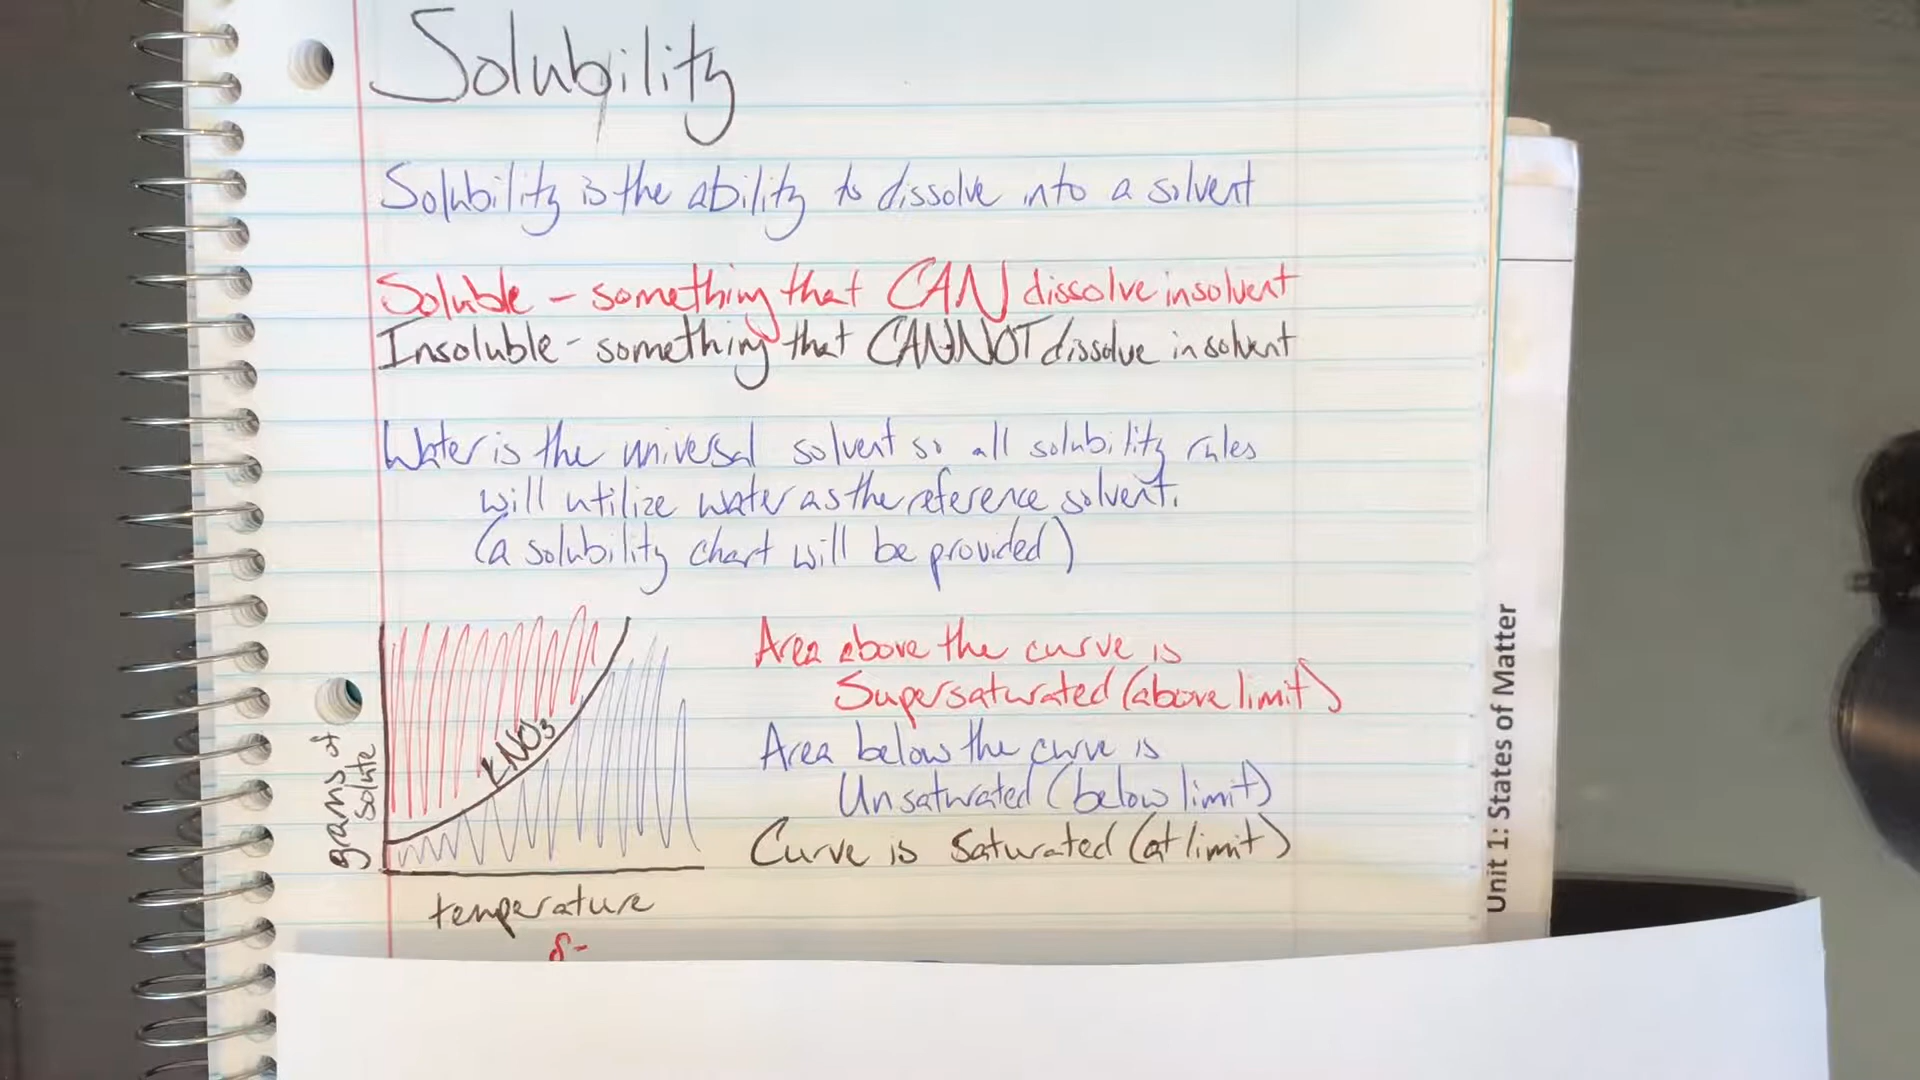 Solubility
Solubility is the ability to dissolve into a solvent
Soluble - something that CAN dissolve in solvent
Insoluble - something that CANNOT dissolve in solvent
Water is the universal solvent so all solubility rules
will utilize water as the reference solvent.
(a solubility chart will be provided)
Area above the curve is
Supersaturated (above limit)
Area below the curve is
Unsaturated (below limit)
Curve is saturated (at limit)
KNO3
grams of
solute
temperature
δ-
Unit 1: States of Matter